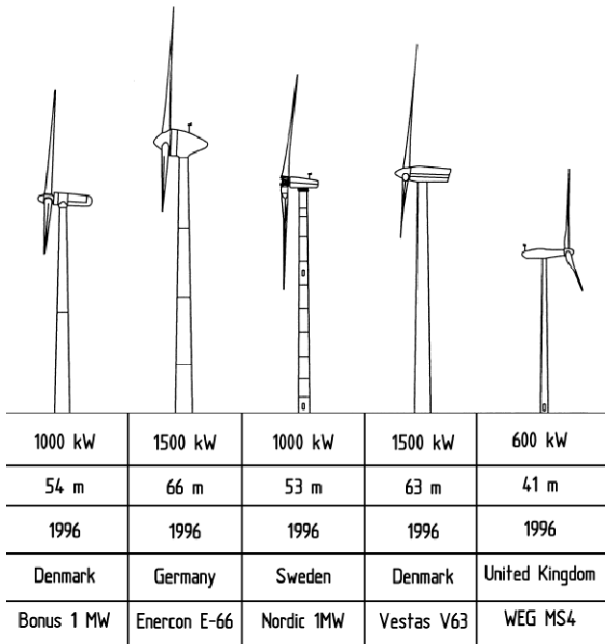 1000 kW 1500 kW 1000 kW 1500 kW 600 kW
54 m 66 m 53 m 63 m 41 m
1996 1996 1996 1996 1996
Denmark Germany Sweden Denmark United Kingdom
Bonus 1 MW Enercon E-66 Nordic 1MW Vestas V63 WEG MS4